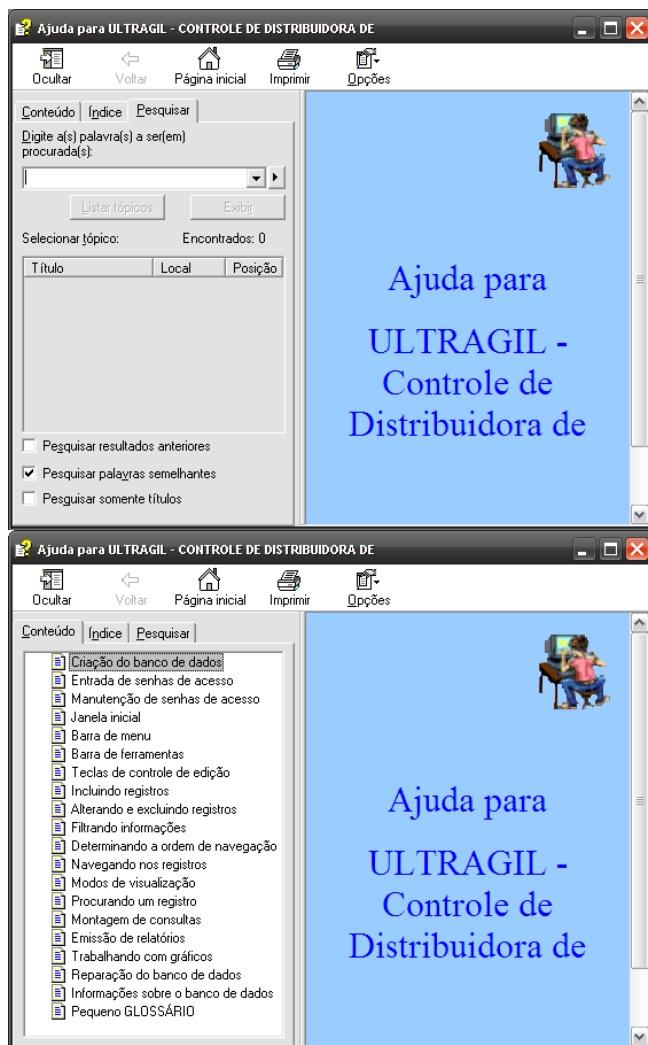 Ajuda para ULTRAGIL - CONTROLE DE DISTRIBUIDORA DE
Ocultar Voltar Página inicial Imprimir Opções
Conteúdo Índice Pesquisar
Digite a(s) palavra(s) a ser(em)
procurada(s):
Listar tópicos Exibir
Selecionar tópico: Encontrados: 0
Título Local Posição
Pesquisar resultados anteriores
Pesquisar palavras semelhantes
Pesquisar somente títulos
Ajuda para
ULTRAGIL -
Controle de
Distribuidora de
Ajuda para ULTRAGIL - CONTROLE DE DISTRIBUIDORA DE
Ocultar Voltar Página inicial Imprimir Opções
Conteúdo Índice Pesquisar
Criação do banco de dados
Entrada de senhas de acesso
Manutenção de senhas de acesso
Janela inicial
Barra de menu
Barra de ferramentas
Teclas de controle de edição
Incluindo registros
Alterando e excluindo registros
Filtrando informações
Determinando a ordem de navegação
Navegando nos registros
Modos de visualização
Procurando um registro
Montagem de consultas
Emissão de relatórios
Trabalhando com gráficos
Reparação do banco de dados
Informações sobre o banco de dados
Pequeno GLOSSÁRIO
Ajuda para
ULTRAGIL -
Controle de
Distribuidora de